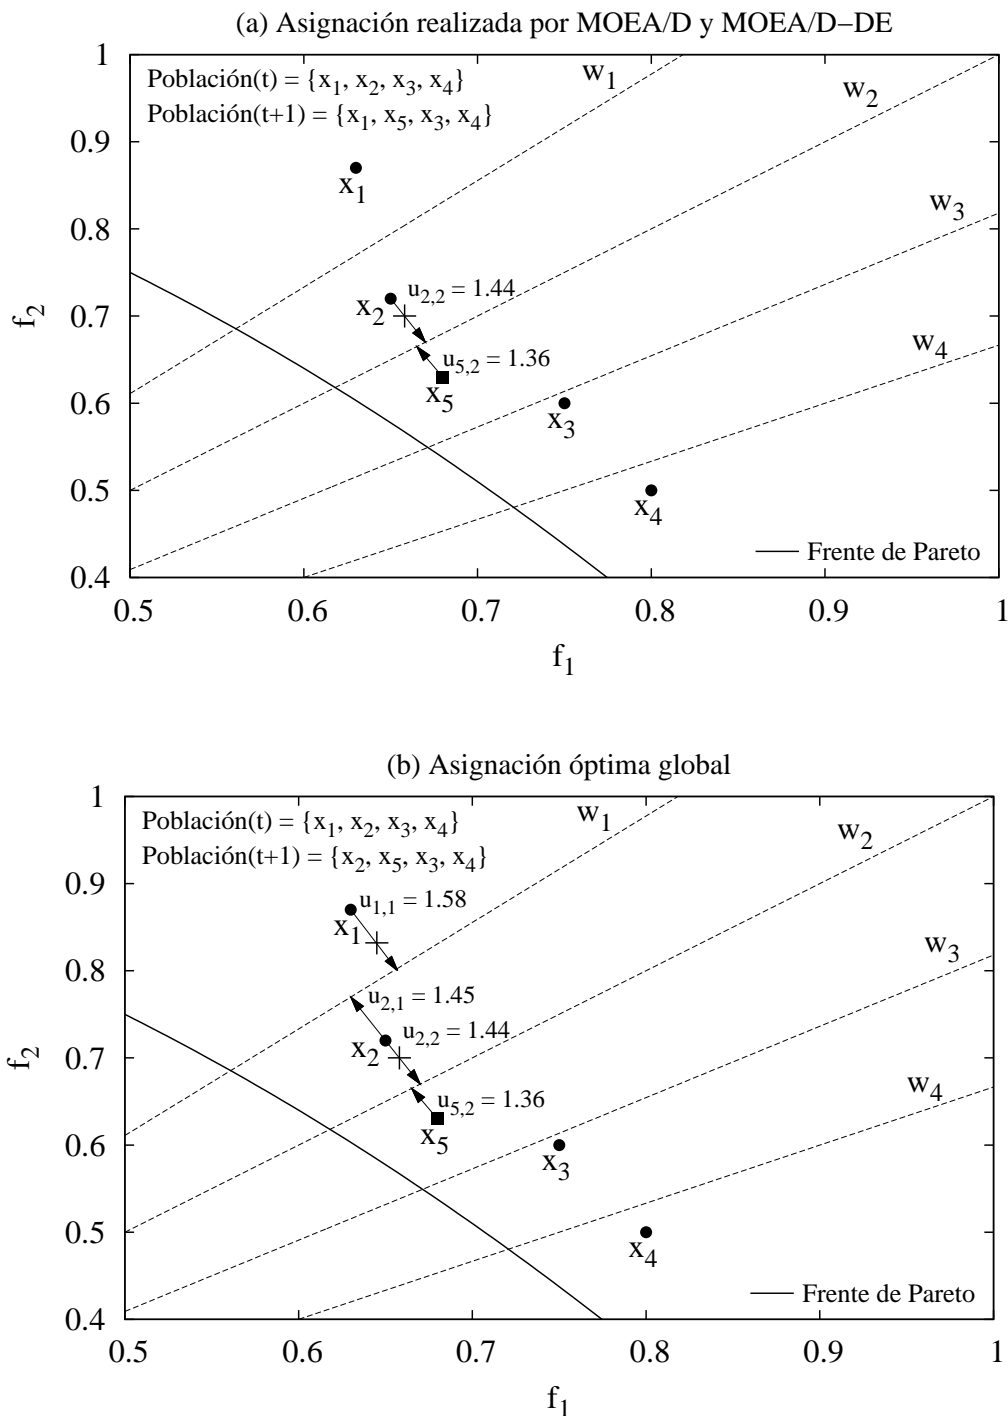 (a) Asignación realizada por MOEA/D y MOEA/D−DE
1
Población(t) = {x1, x2, x3, x4}
Población(t+1) = {x1, x5, x3, x4}
w1
w2
0.9
x1
w3
0.8
u2,2 = 1.44
x2
0.7
f2
w4
u5,2 = 1.36
x5
0.6
x3
0.5
x4
Frente de Pareto
0.4
0.5 0.6 0.7 0.8 0.9 1
f1
(b) Asignación óptima global
1
Población(t) = {x1, x2, x3, x4}
Población(t+1) = {x2, x5, x3, x4}
w1
w2
0.9
u1,1 = 1.58
x1
w3
0.8
u2,1 = 1.45
u2,2 = 1.44
x2
0.7
f2
w4
u5,2 = 1.36
x5
0.6
x3
0.5
x4
Frente de Pareto
0.4
0.5 0.6 0.7 0.8 0.9 1
f1